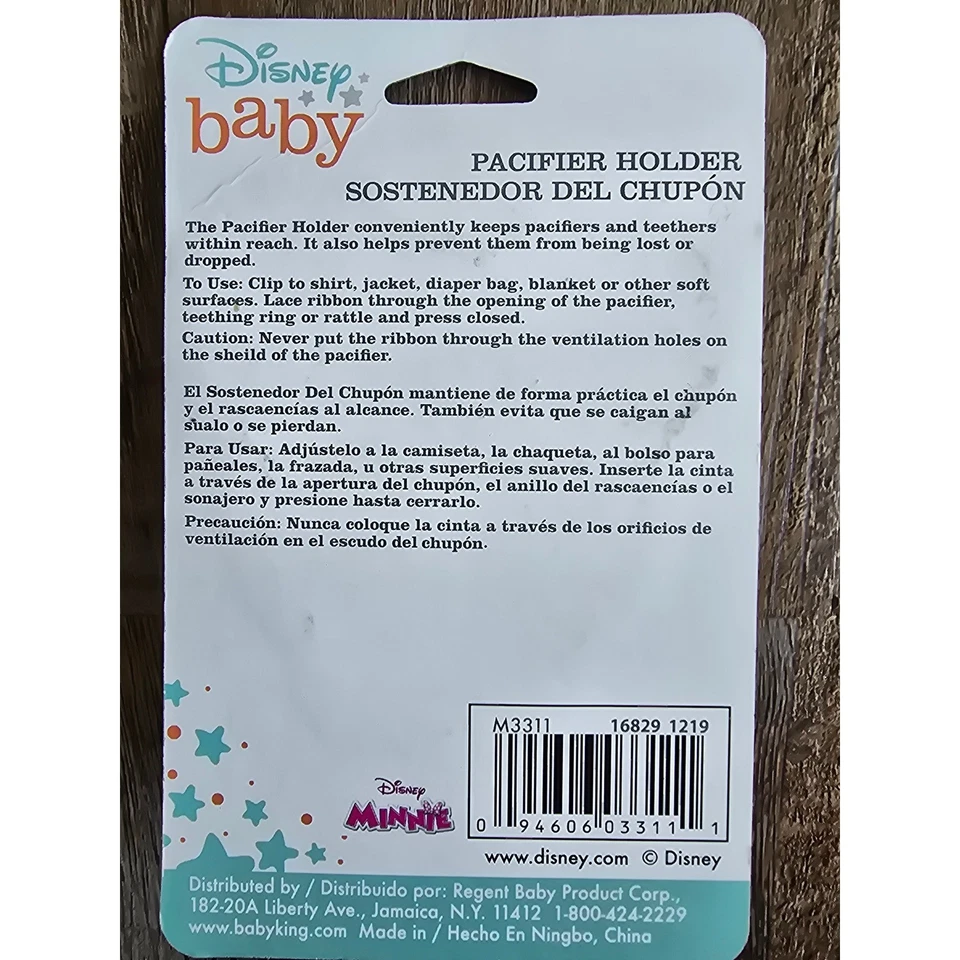 Disney
baby
PACIFIER HOLDER
SOSTENEDOR DEL CHUPÓN
The Pacifier Holder conveniently keeps pacifiers and teethers
within reach. It also helps prevent them from being lost or
dropped.
To Use: Clip to shirt, jacket, diaper bag, blanket or other soft
surfaces. Lace ribbon through the opening of the pacifier,
teething ring or rattle and press closed.
Caution: Never put the ribbon through the ventilation holes on
the sheild of the pacifier.
El Sostenedor Del Chupón mantiene de forma práctica el chupón
y el rascaencías al alcance. También evita que se caigan al
sualo o se pierdan.
Para Usar: Adjústelo a la camiseta, la chaqueta, al bolso para
pañeales, la frazada, u otras superficies suaves. Inserte la cinta
a través de la apertura del chupón, el anillo del rascaencías o el
sonajero y presione hasta cerrarlo.
Precaución: Nunca coloque la cinta a través de los orificios de
ventilación en el escudo del chupón.
M3311 16829 1219
0 94606 03311 1
Disney
MINNIE
www.disney.com © Disney
Distributed by / Distribuido por: Regent Baby Product Corp.,
182-20A Liberty Ave., Jamaica, N.Y. 11412 1-800-424-2229
www.babyking.com Made in / Hecho En Ningbo, China